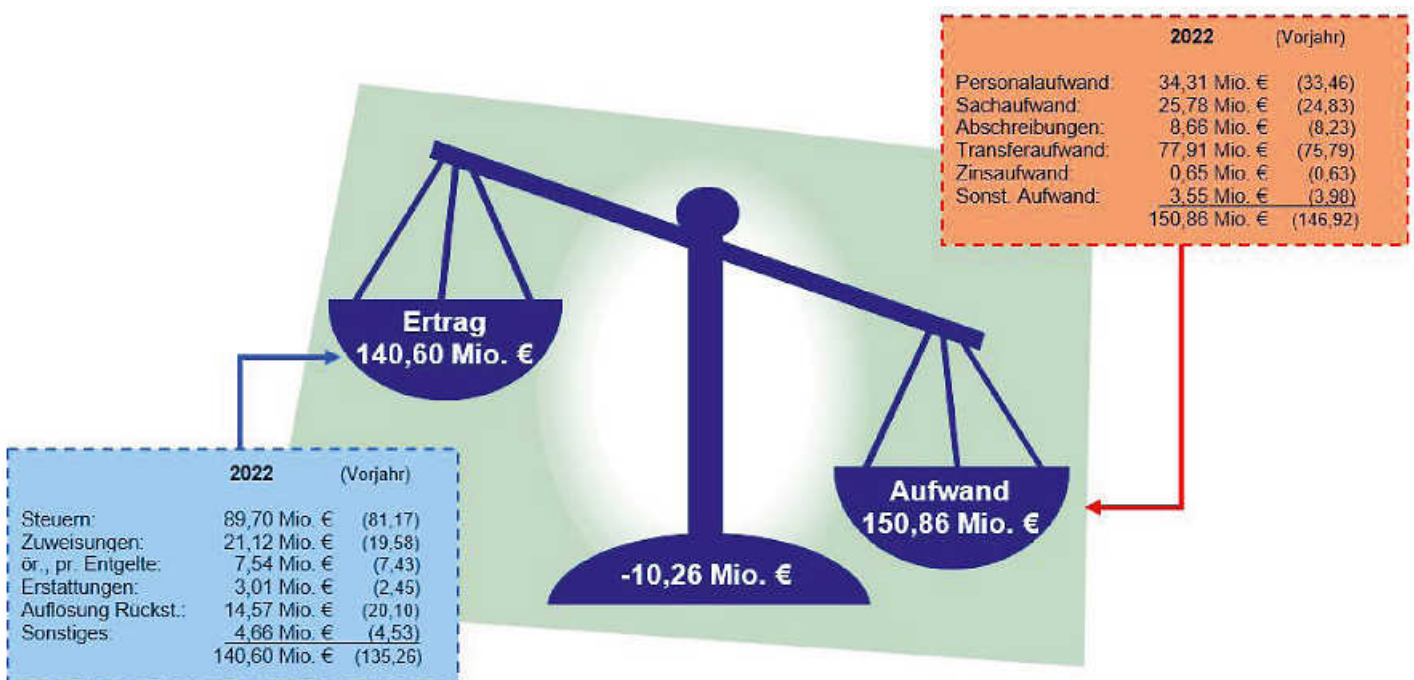 2022 (Vorjahr)
Personalaufwand: 34,31 Mio. € (33,46)
Sachaufwand: 25,78 Mio. € (24,83)
Abschreibungen: 8,66 Mio. € (8,23)
Transferaufwand: 77,91 Mio. € (75,79)
Zinsaufwand: 0,65 Mio. € (0,63)
Sonst. Aufwand: 3,55 Mio. € (3,98)
150,86 Mio. € (146,92)
Ertrag
140,60 Mio. €
Aufwand
150,86 Mio. €
-10,26 Mio. €
2022 (Vorjahr)
Steuern: 89,70 Mio. € (81,17)
Zuweisungen: 21,12 Mio. € (19,58)
ör., pr. Entgelte: 7,54 Mio. € (7,43)
Erstattungen: 3,01 Mio. € (2,45)
Auflösung Rückst.: 14,57 Mio. € (20,10)
Sonstiges: 4,66 Mio. € (4,53)
140,60 Mio. € (135,26)